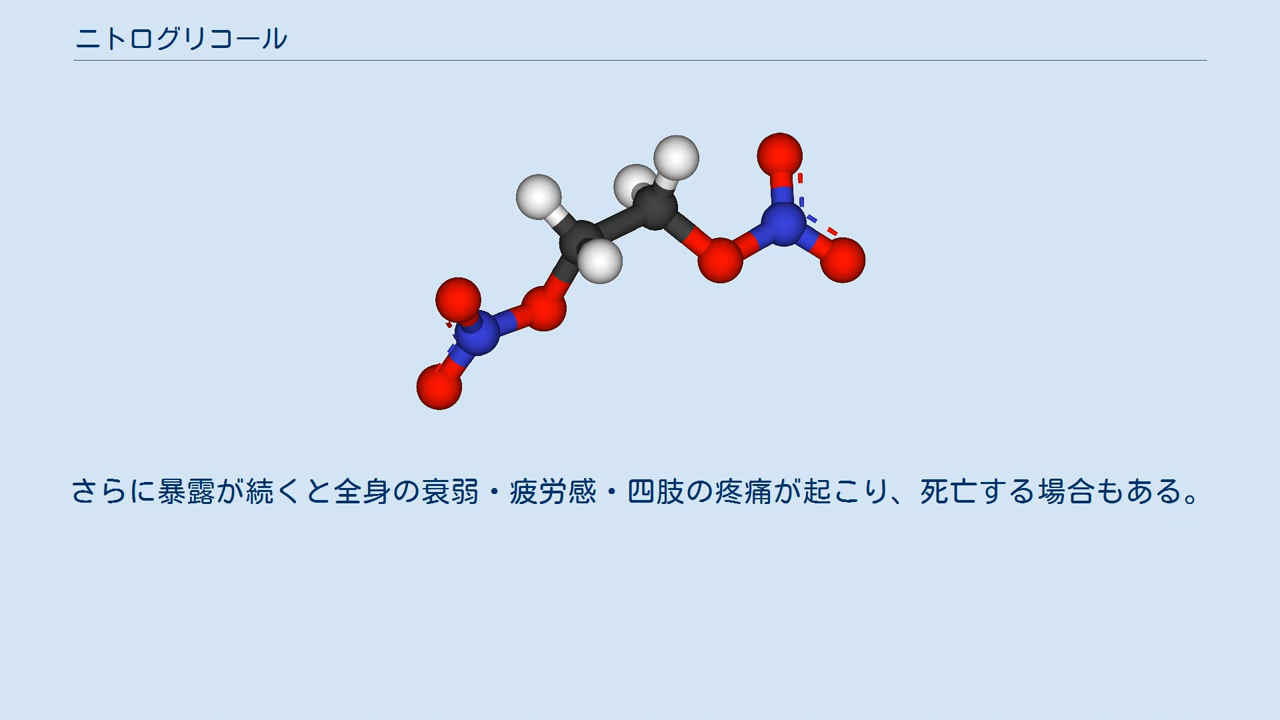 ニトログリコール
さらに暴露が続くと全身の衰弱・疲労感・四肢の疼痛が起こり、死亡する場合もある。